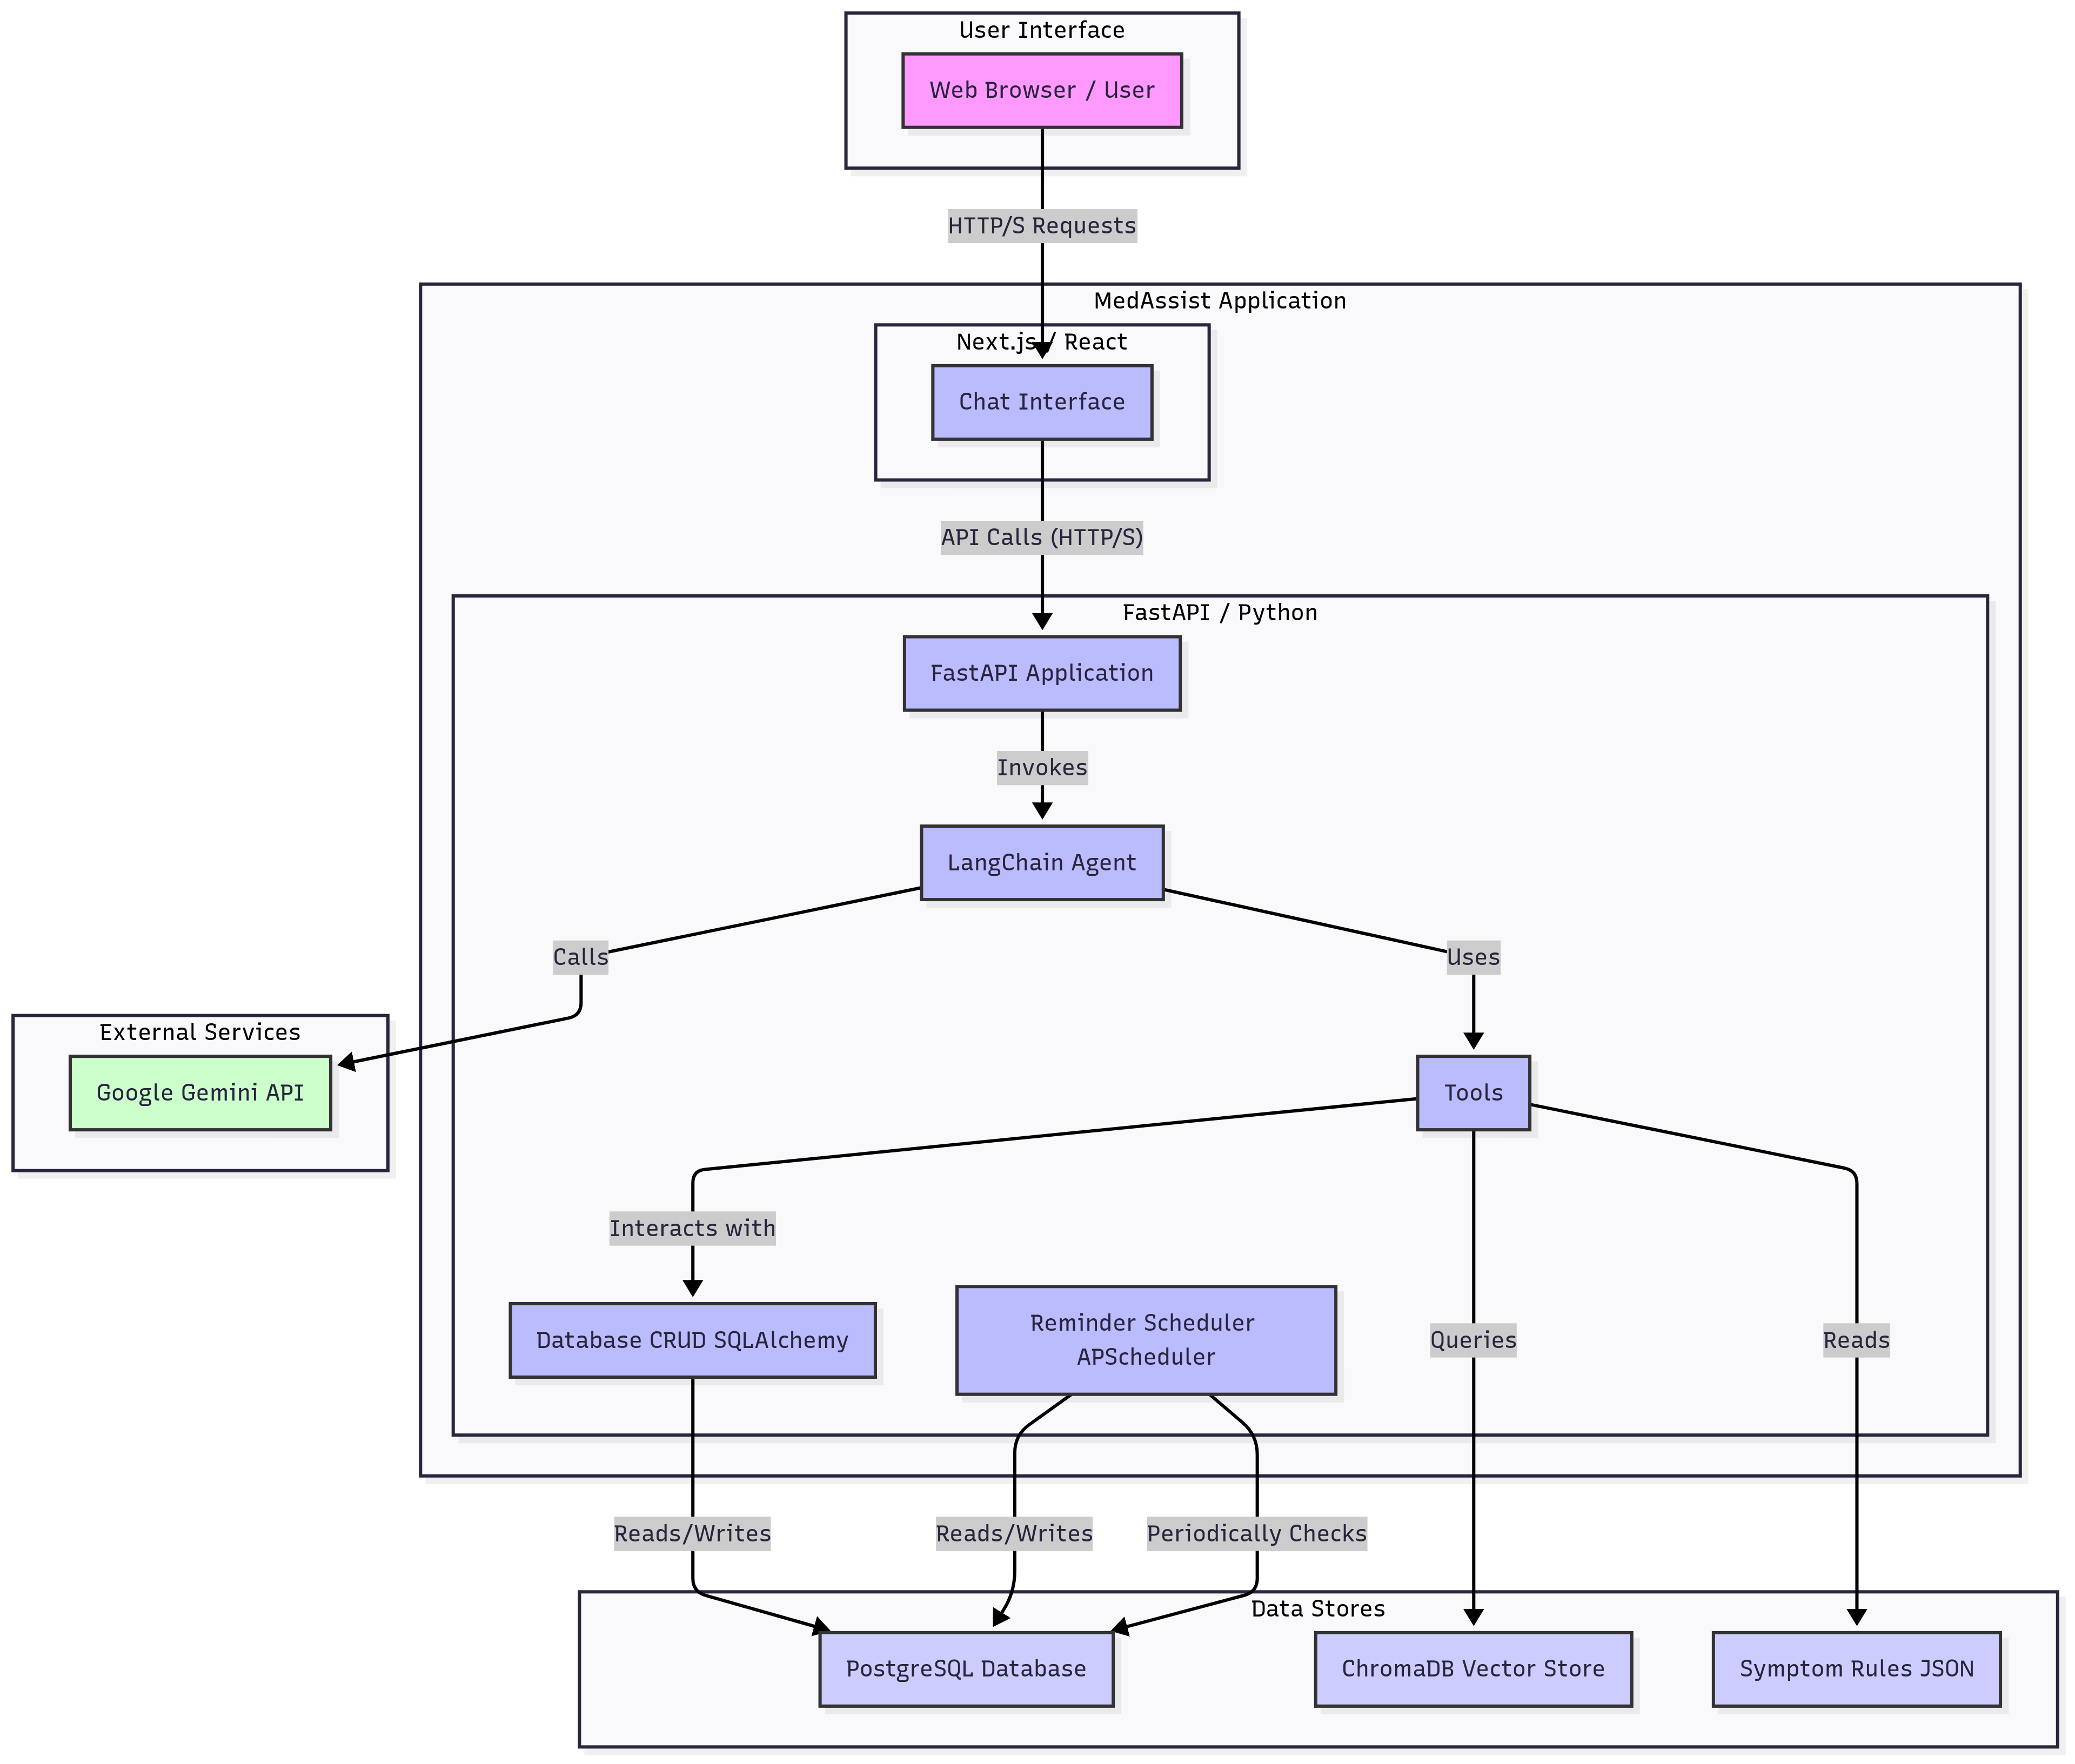 User Interface
Web Browser / User
HTTP/S Requests
MedAssist Application
Next.js / React
Chat Interface
API Calls (HTTP/S)
FastAPI / Python
FastAPI Application
Invokes
LangChain Agent
Calls
Uses
External Services
Google Gemini API
Tools
Interacts with
Database CRUD SQLAlchemy
Reminder Scheduler
APScheduler
Queries
Reads
Reads/Writes
Reads/Writes
Periodically Checks
Data Stores
PostgreSQL Database
ChromaDB Vector Store
Symptom Rules JSON